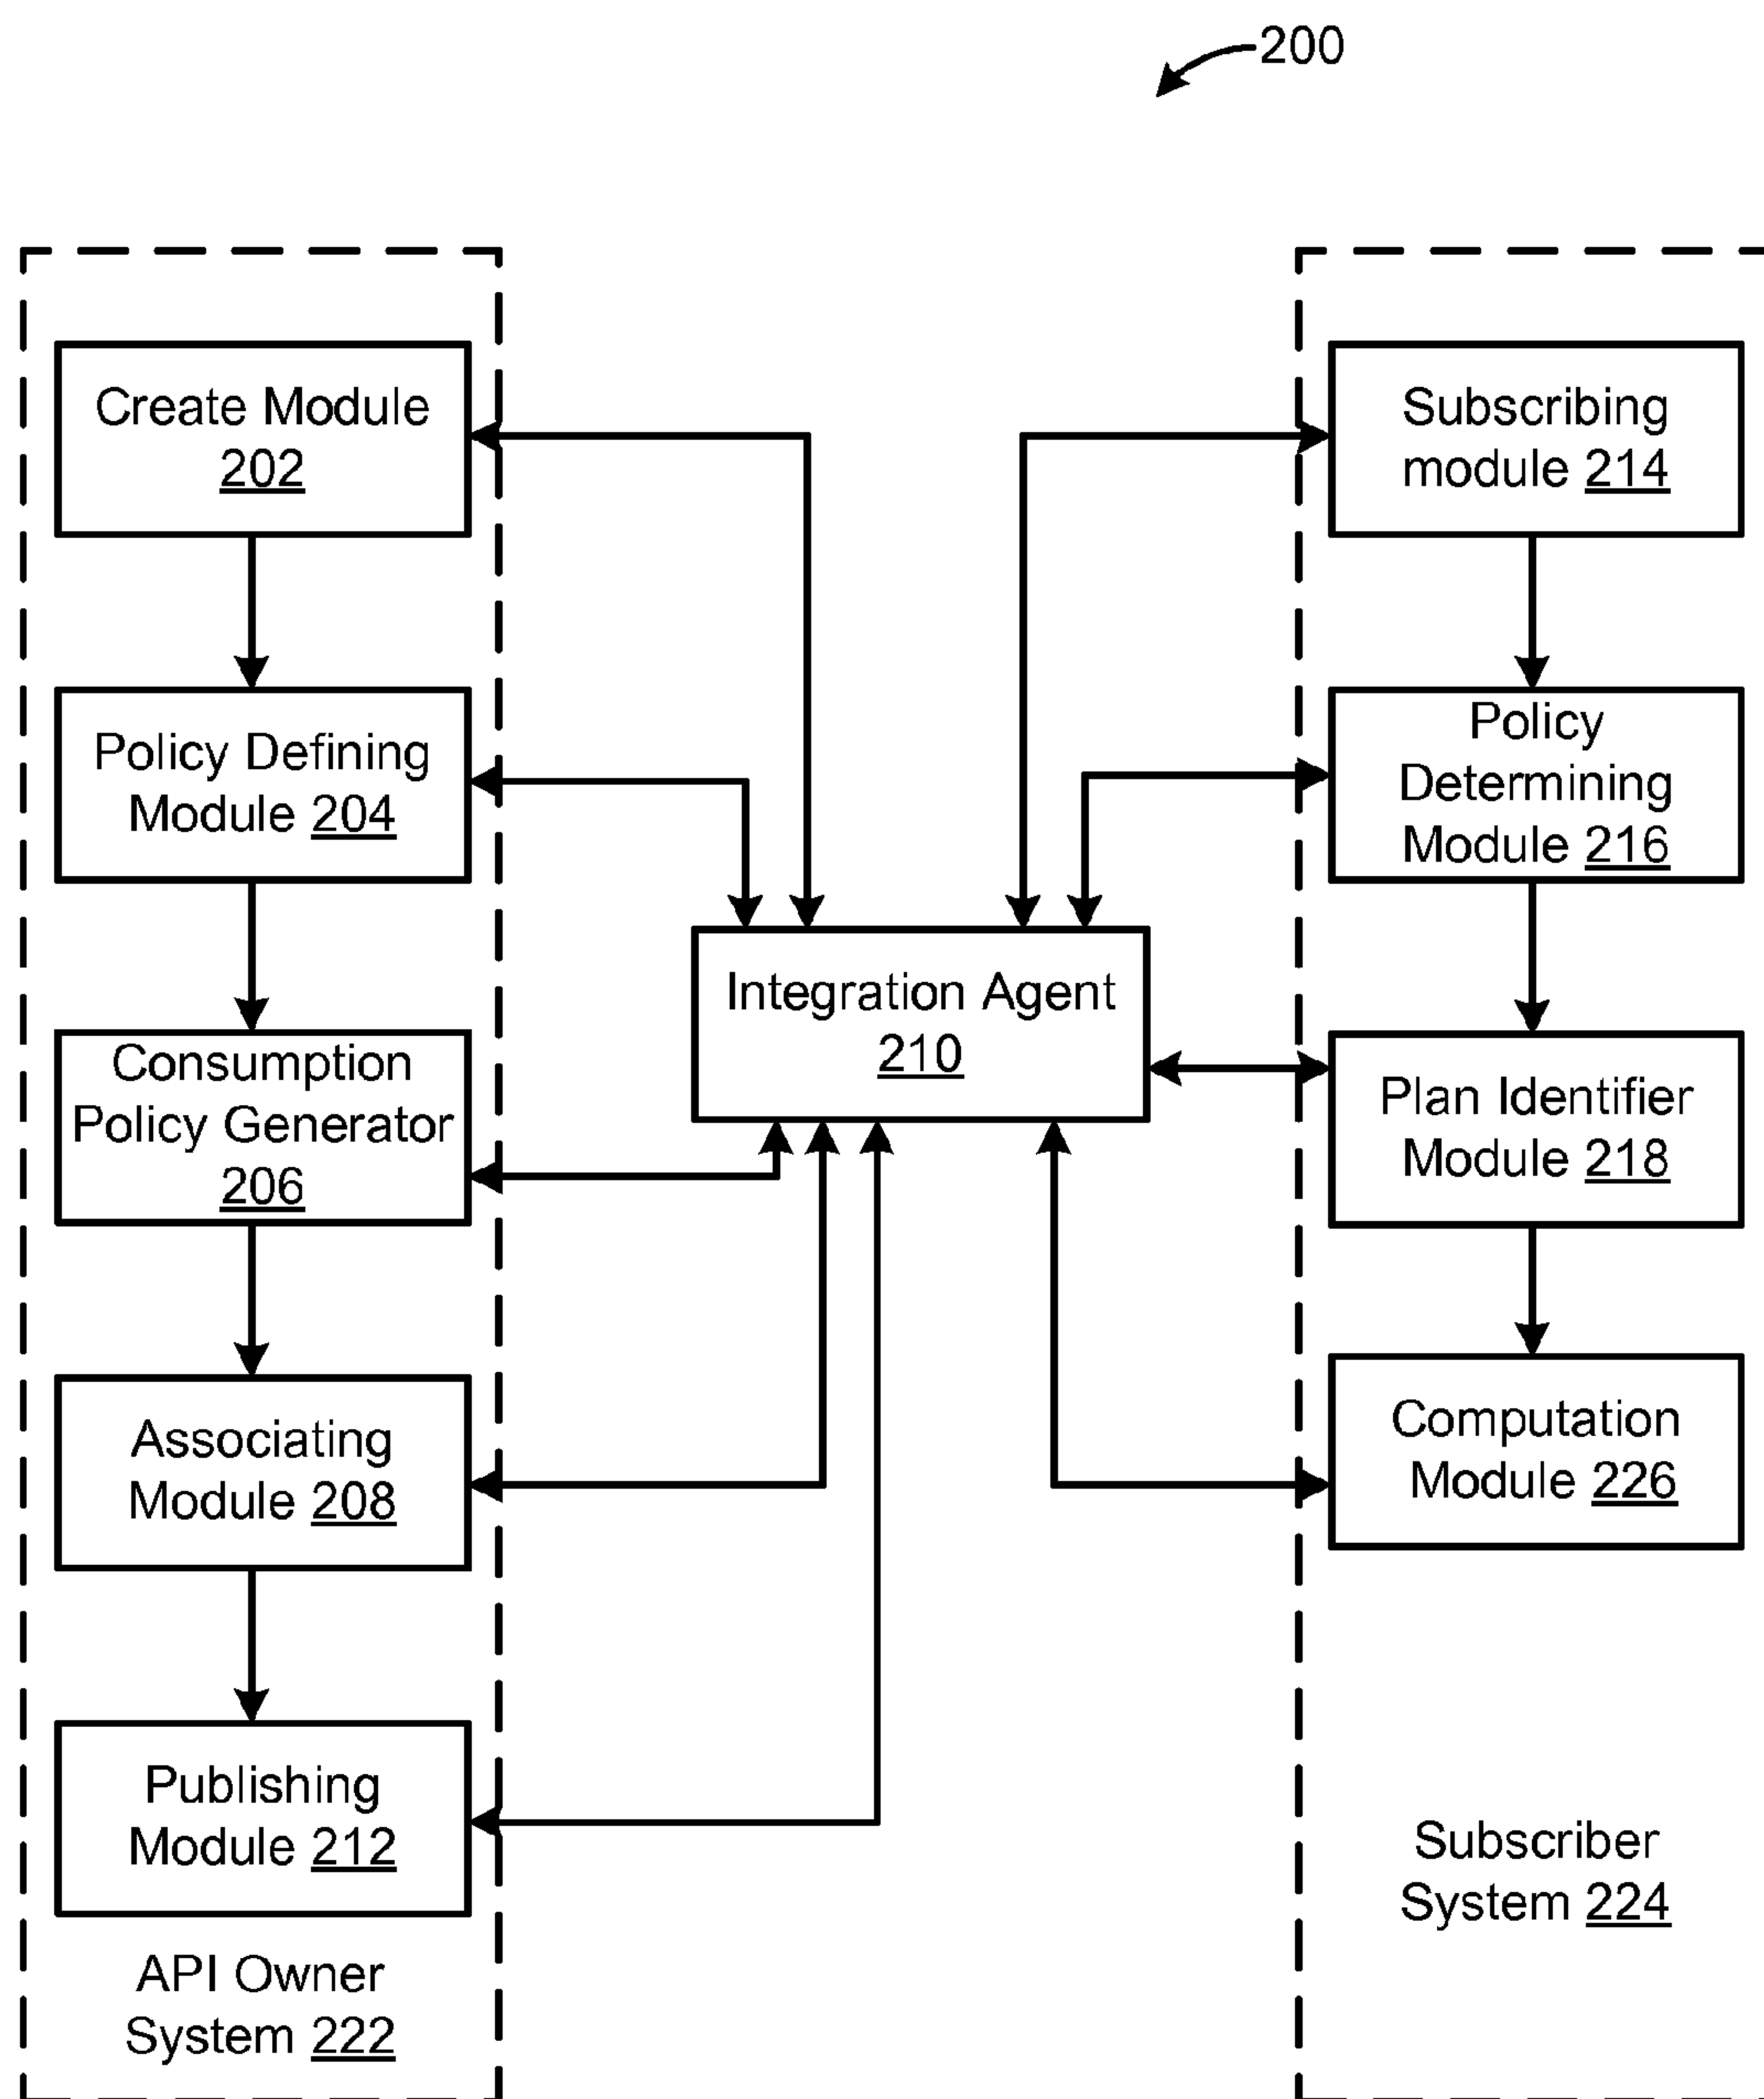 200
Create Module
202
Policy Defining
Module 204
Consumption
Policy Generator
206
Associating
Module 208
Publishing
Module 212
API Owner
System 222
Integration Agent
210
Subscribing
module 214
Policy
Determining
Module 216
Plan Identifier
Module 218
Computation
Module 226
Subscriber
System 224